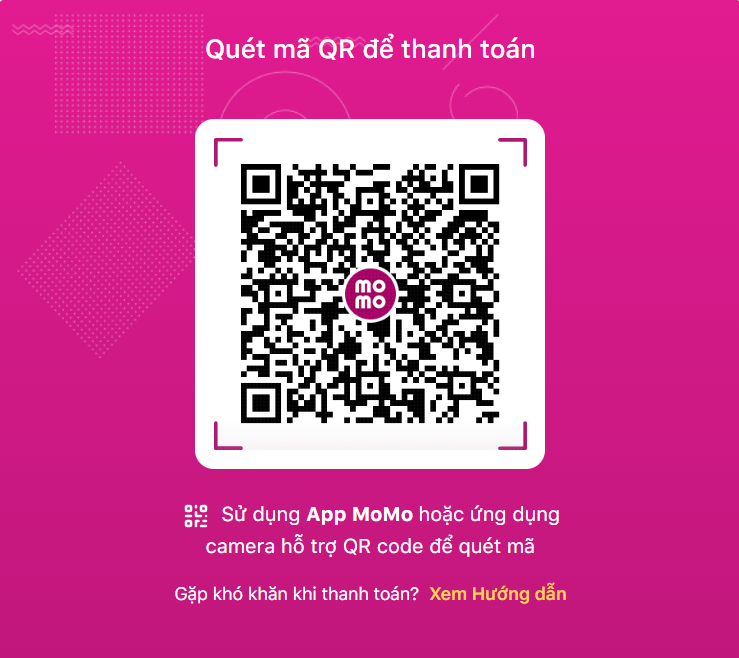 Quét mã QR để thanh toán
mo
mo
Sử dụng App MoMo hoặc ứng dụng
camera hỗ trợ QR code để quét mã
Gặp khó khăn khi thanh toán? Xem Hướng dẫn